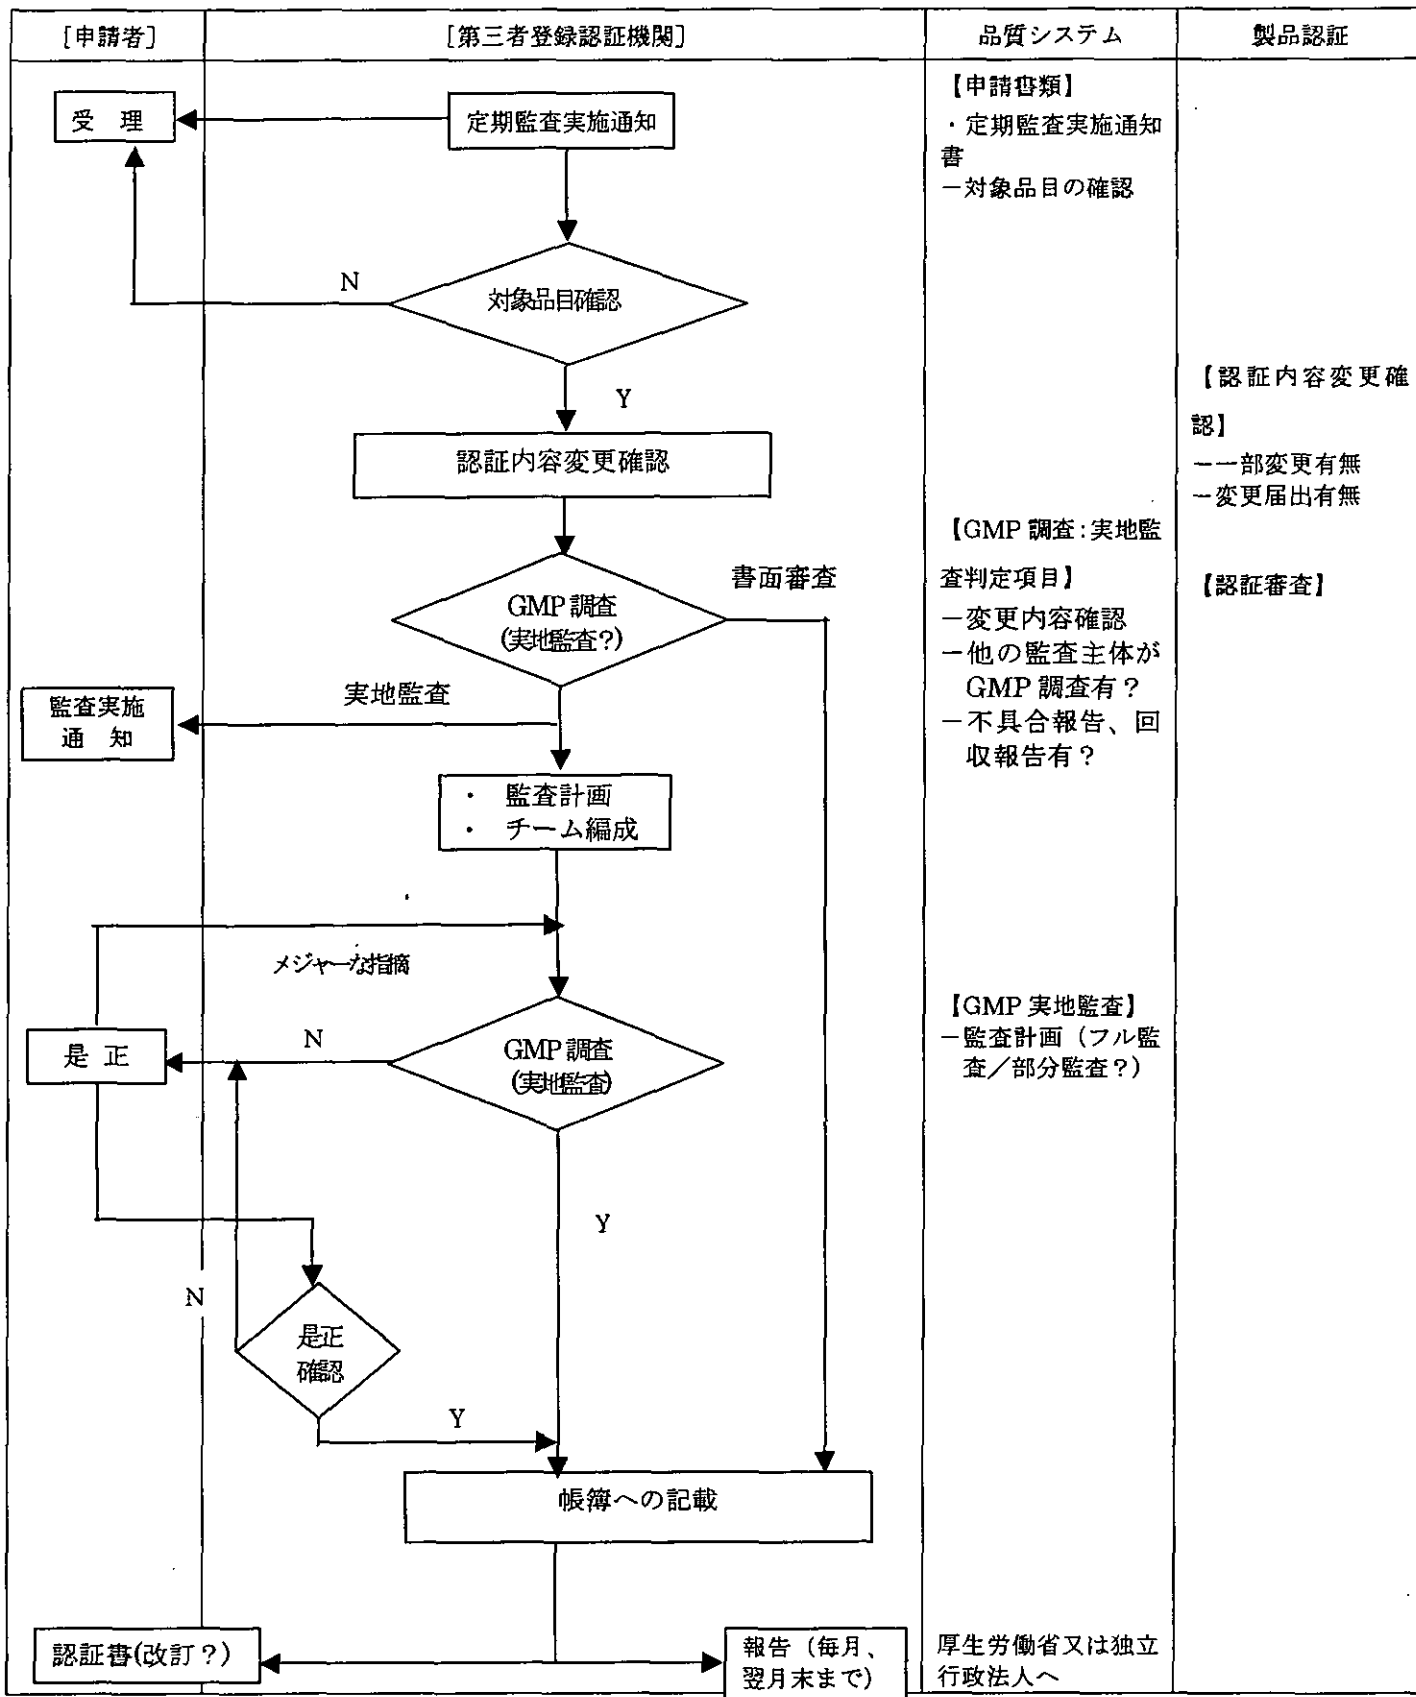 [申請者]
[第三者登録認証機関]
品質システム
製品認証
受 理
定期監査実施通知
【申請書類】
・定期監査実施通知
書
－対象品目の確認
N
対象品目確認
Y
【認証内容変更確
認】
－一部変更有無
－変更届出有無
認証内容変更確認
【GMP 調査：実地監
査判定項目】
－変更内容確認
－他の監査主体が
GMP 調査有？
－不具合報告、回
収報告有？
【認証審査】
書面審査
GMP 調査
(実地監査？)
実地監査
監査実施
通 知
・ 監査計画
・ チーム編成
メジャーな指摘
是 正
N
GMP 調査
(実地監査)
【GMP 実地監査】
－監査計画（フル監
査／部分監査？）
Y
N
是正
確認
Y
帳簿への記載
認証書(改訂？)
報告（毎月、
翌月末まで）
厚生労働省又は独立
行政法人へ